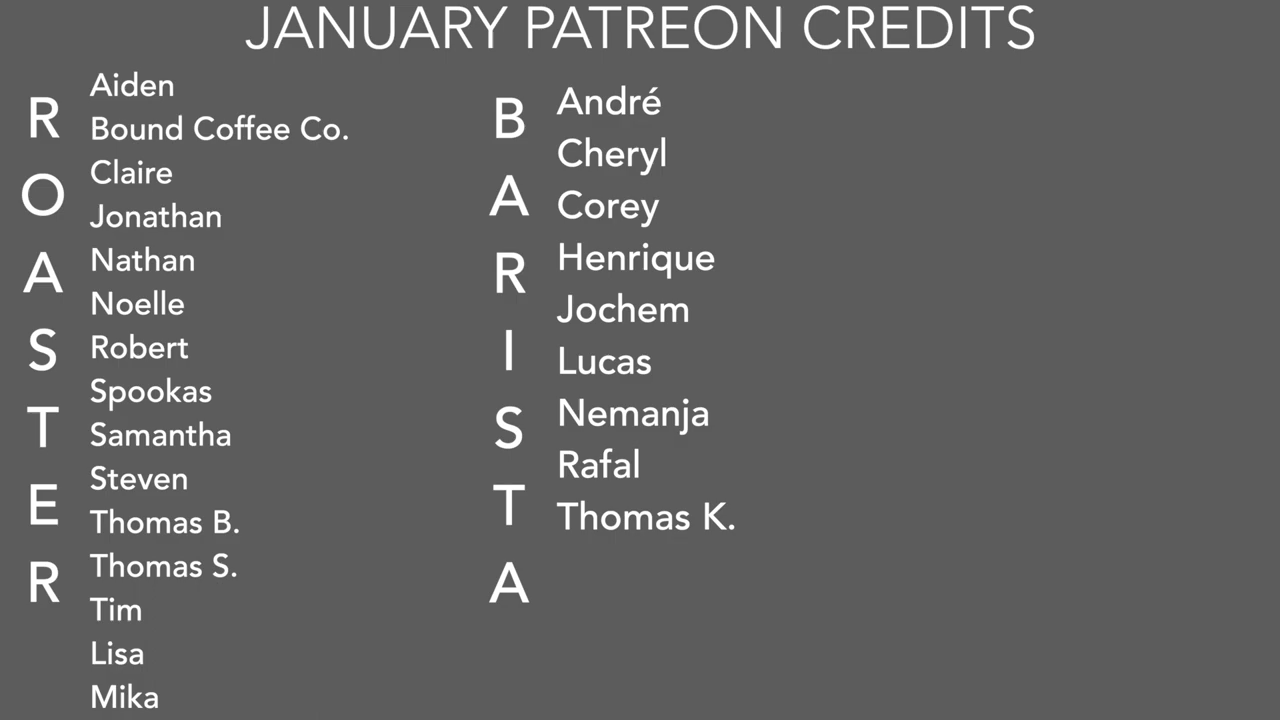 JANUARY PATREON CREDITS
ROASTER
Aiden
Bound Coffee Co.
Claire
Jonathan
Nathan
Noelle
Robert
Spookas
Samantha
Steven
Thomas B.
Thomas S.
Tim
Lisa
Mika
BARISTA
André
Cheryl
Corey
Henrique
Jochem
Lucas
Nemanja
Rafal
Thomas K.